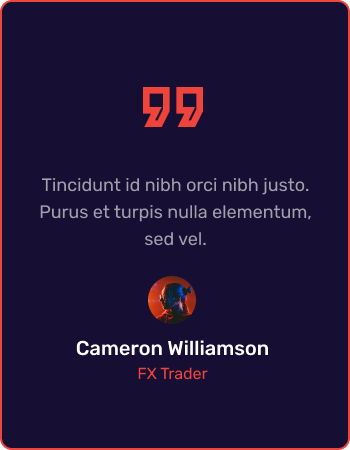 Tincidunt id nibh orci nibh justo.
Purus et turpis nulla elementum,
sed vel.
Cameron Williamson
FX Trader